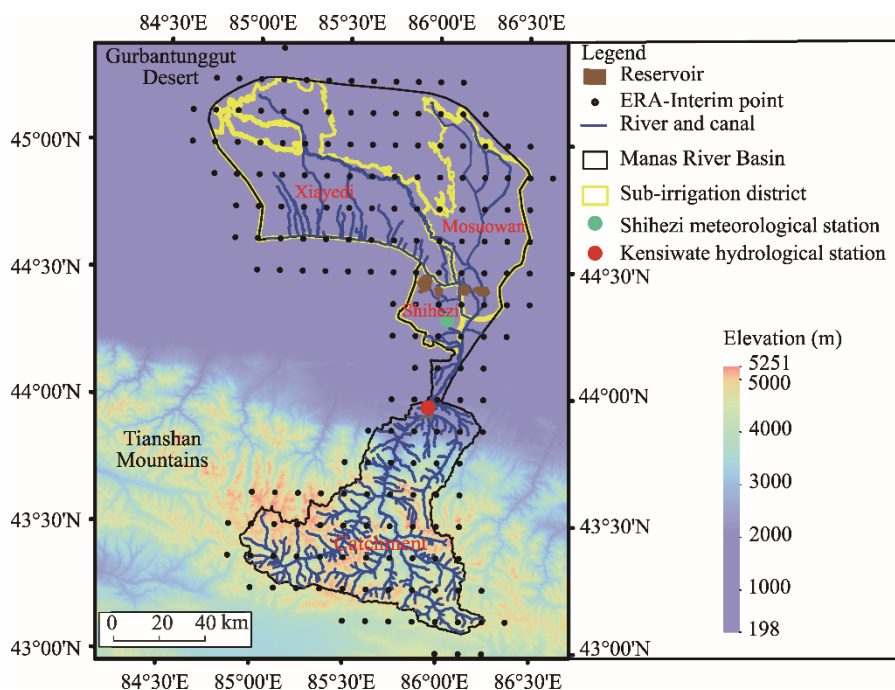 84°30'E 85°00'E 85°30'E 86°00'E 86°30'E
Gurbantunggut
Desert
45°00'N
44°30'N
44°00'N
43°30'N
43°00'N
Xiayedi
Mosuowan
Shihezi
Tianshan
Mountains
Catchment
0 20 40 km
84°30'E 85°00'E 85°30'E 86°00'E 86°30'E
Legend
Reservoir
ERA-Interim point
River and canal
Manas River Basin
Sub-irrigation district
Shihezi meteorological station
Kensiwate hydrological station
44°30'N
44°00'N
43°30'N
43°00'N
Elevation (m)
5251
5000
4000
3000
2000
1000
198